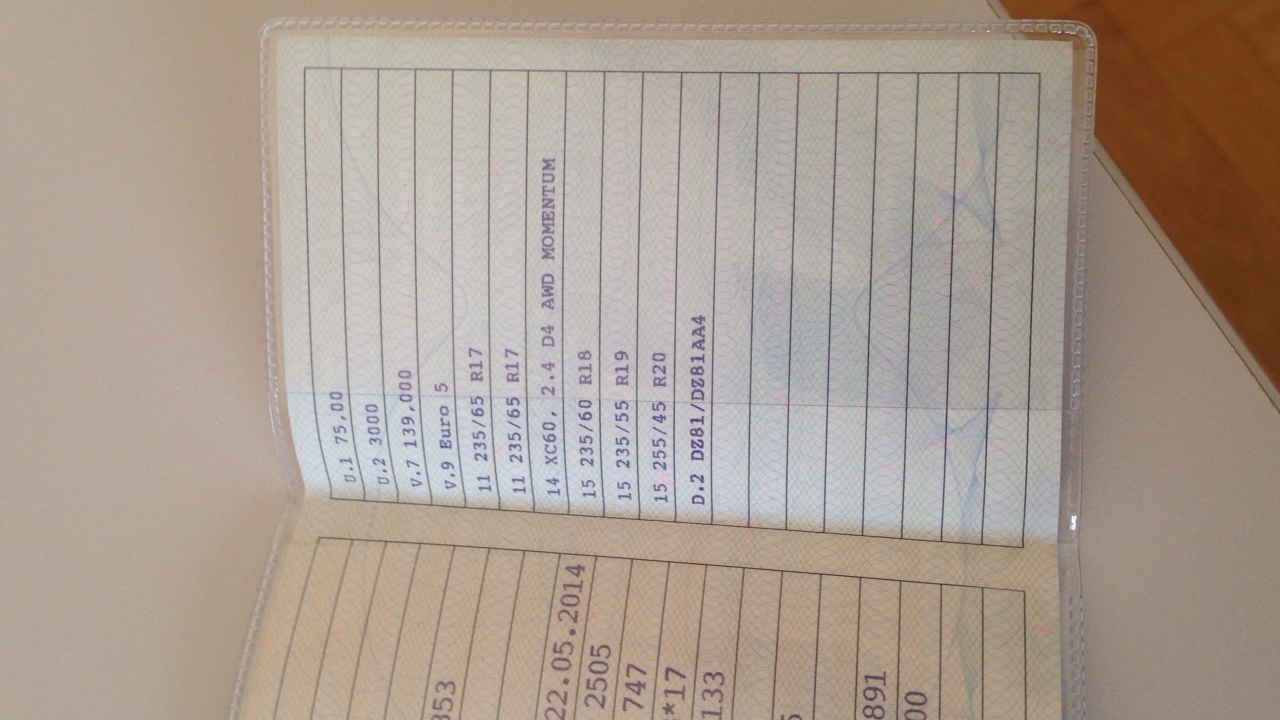 353
22.05.2014
2505
747
*17
133
5
891
00
U.1 75,00
U.2 3000
V.7 139,000
V.9 Euro 5
11 235/65 R17
11 235/65 R17
14 XC60, 2.4 D4 AWD MOMENTUM
15 235/60 R18
15 235/55 R19
15 255/45 R20
D.2 DZ81/DZ81AA4